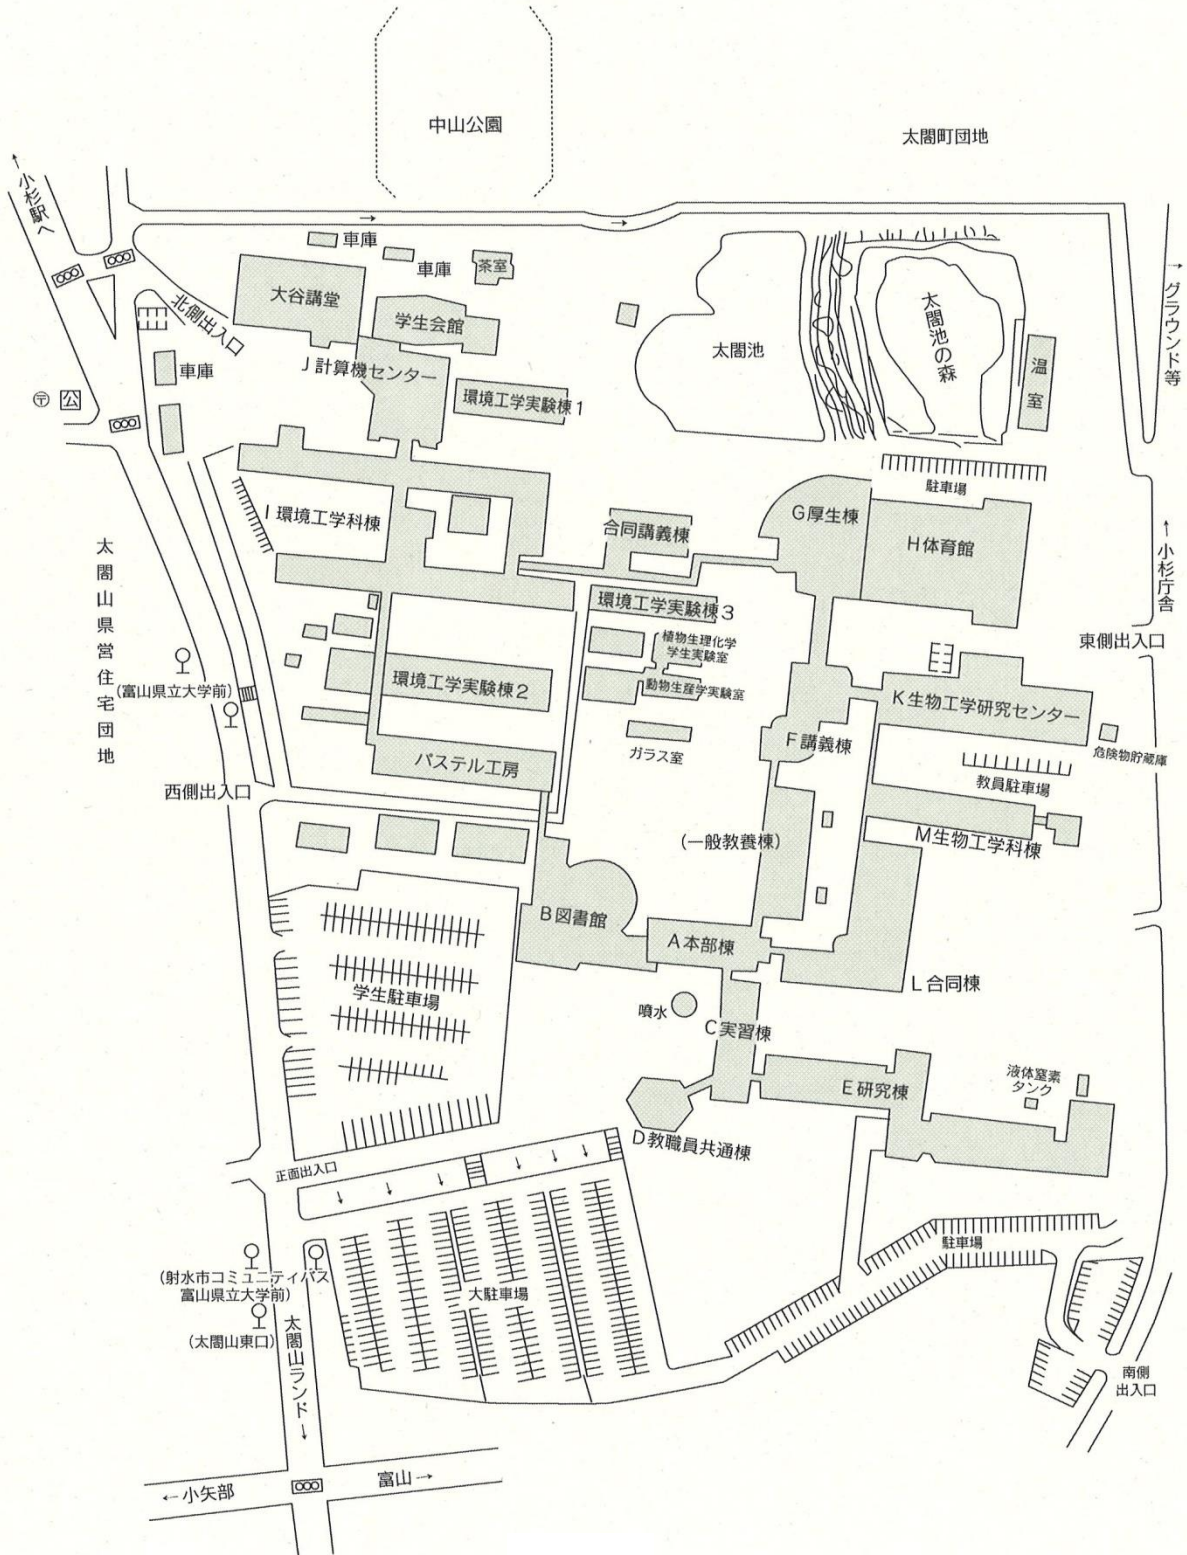 中山公園
太閤町団地
↑小杉駅へ
→
→
車庫
車庫
茶室
→グラウンド等
大谷講堂
北側出入口
学生会館
太閤池
太閤池の森
温室
J計算機センター
車庫
〒
公
環境工学実験棟1
駐車場
I環境工学科棟
G厚生棟
合同講義棟
H体育館
↑小杉庁舎
太閤山県営住宅団地
環境工学実験棟3
植物生理化学
学生実験室
東側出入口
(富山県立大学前)
環境工学実験棟2
動物生産学実験室
K生物工学研究センター
ガラス室
F講義棟
危険物貯蔵庫
パステル工房
教員駐車場
西側出入口
(一般教養棟)
M生物工学科棟
B図書館
A本部棟
学生駐車場
L合同棟
噴水
C実習棟
液体窒素
タンク
E研究棟
D教職員共通棟
正面出入口
↓ ↓ ↓ ↓ ↓ ↓
駐車場
(射水市コミュニティバス
富山県立大学前)
大駐車場
(太閤山東口)
太閤山ランド↓
南側
出入口
←小矢部
富山→